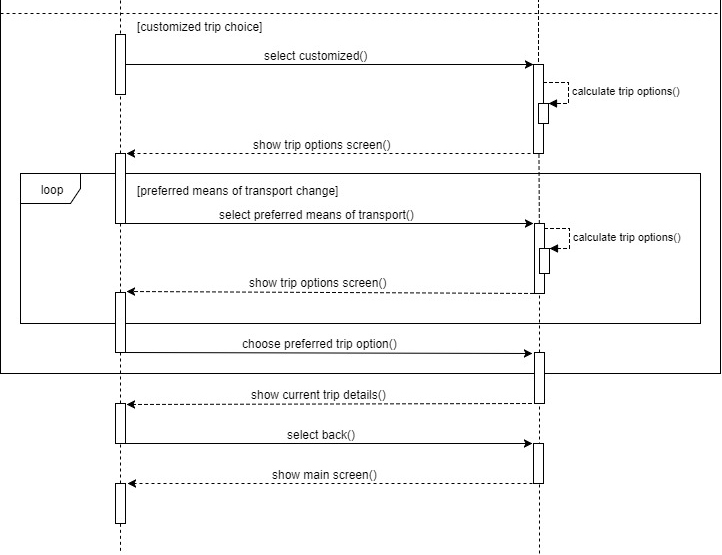 [customized trip choice]
select customized()
calculate trip options()
show trip options screen()
loop
[preferred means of transport change]
select preferred means of transport()
calculate trip options()
show trip options screen()
choose preferred trip option()
show current trip details()
select back()
show main screen()